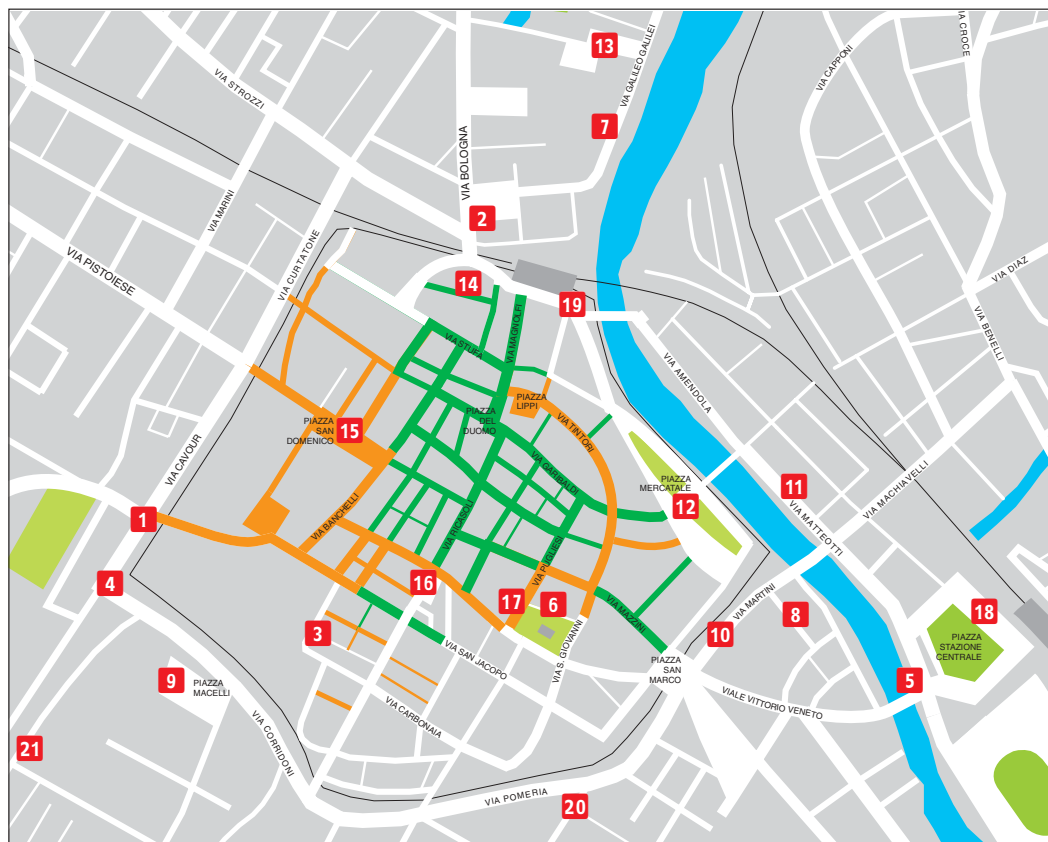 13
VIA GALILEO GALILEI
VIA CAPPONI
VIA CROCE
VIA STROZZI
7
VIA BOLOGNA
VIA MARINI
2
VIA PISTOIESE
VIA CURTATONE
VIA DIAZ
14
19
VIA MAGNOLFI
VIA STUFA
VIA BENELLI
VIA AMENDOLA
PIAZZA
LIPPI
PIAZZA
DEL
DUOMO
PIAZZA
SAN
DOMENICO
15
VIA TINTORI
VIA CAVOUR
VIA GARIBALDI
PIAZZA
MERCATALE
12
11
VIA MACHIAVELLI
VIA MATTEOTTI
1
VIA BANCHELLI
VIA RICASOLI
VIA PUGLIESI
4
16
17
6
VIA MAZZINI
VIA MARTINI
8
18
3
10
PIAZZA
STAZIONE
CENTRALE
VIA SAN JACOPO
VIA S. GIOVANNI
PIAZZA
SAN
MARCO
9
PIAZZA
MACELLI
5
VIALE VITTORIO VENETO
VIA CARBONAIA
VIA CORRIDONI
21
VIA POMERIA
20